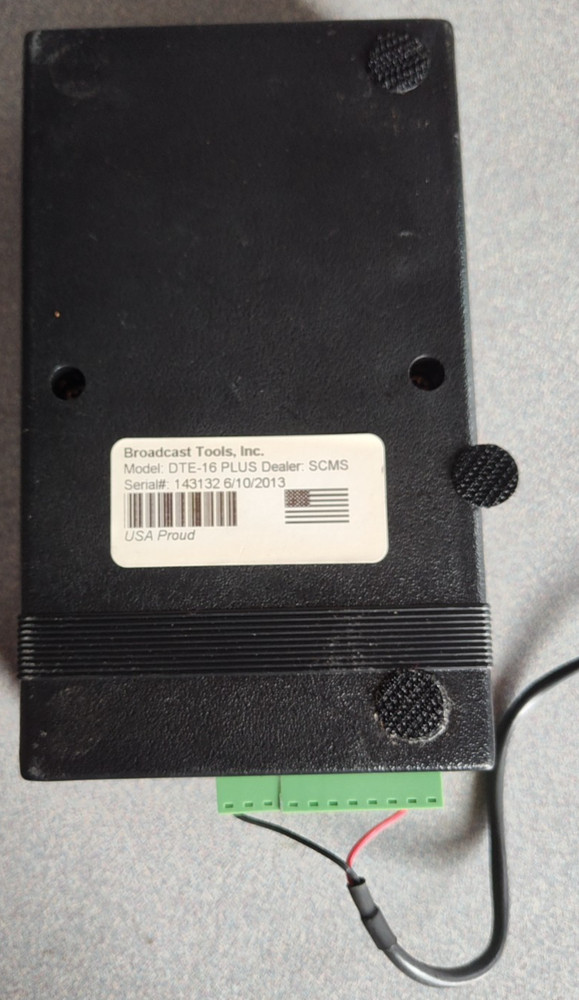 Broadcast Tools, Inc.
Model: DTE-16 PLUS Dealer: SCMS
Serial#: 143132 6/10/2013
USA Proud